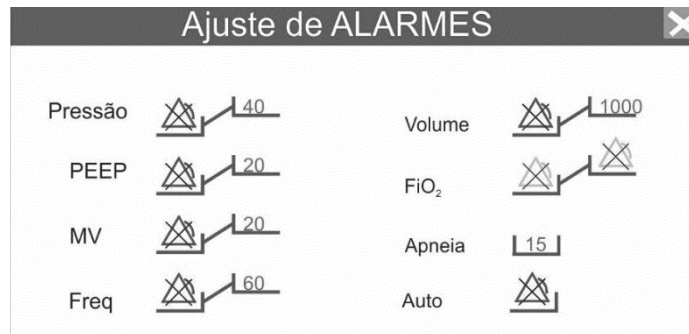 Ajuste de ALARMES
Pressão 40
PEEP 20
MV 20
Freq 60
Volume 1000
FiO₂
Apneia 15
Auto